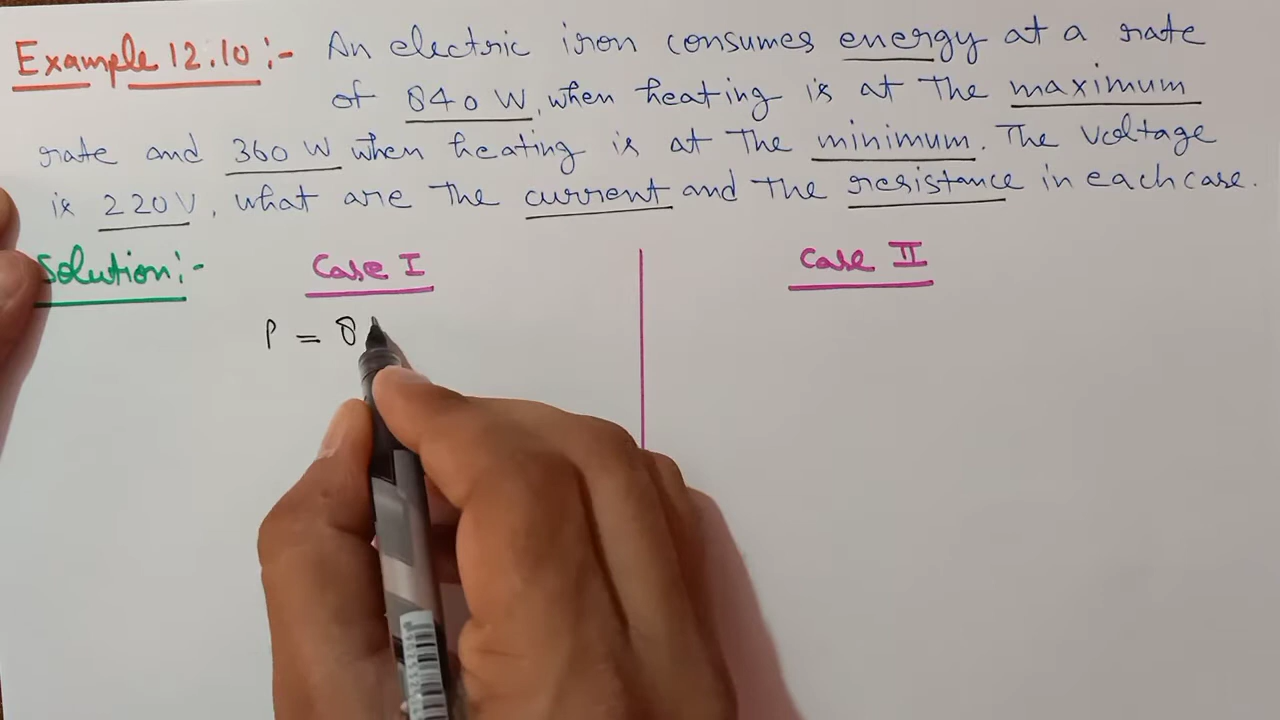 Example 12.10:- An electric iron consumes energy at a rate
of 840 W, when heating is at the maximum
rate and 360 W when heating is at the minimum. The voltage
is 220V, what are the current and the resistance in each case.
Solution:- Case I Case II
P = 8